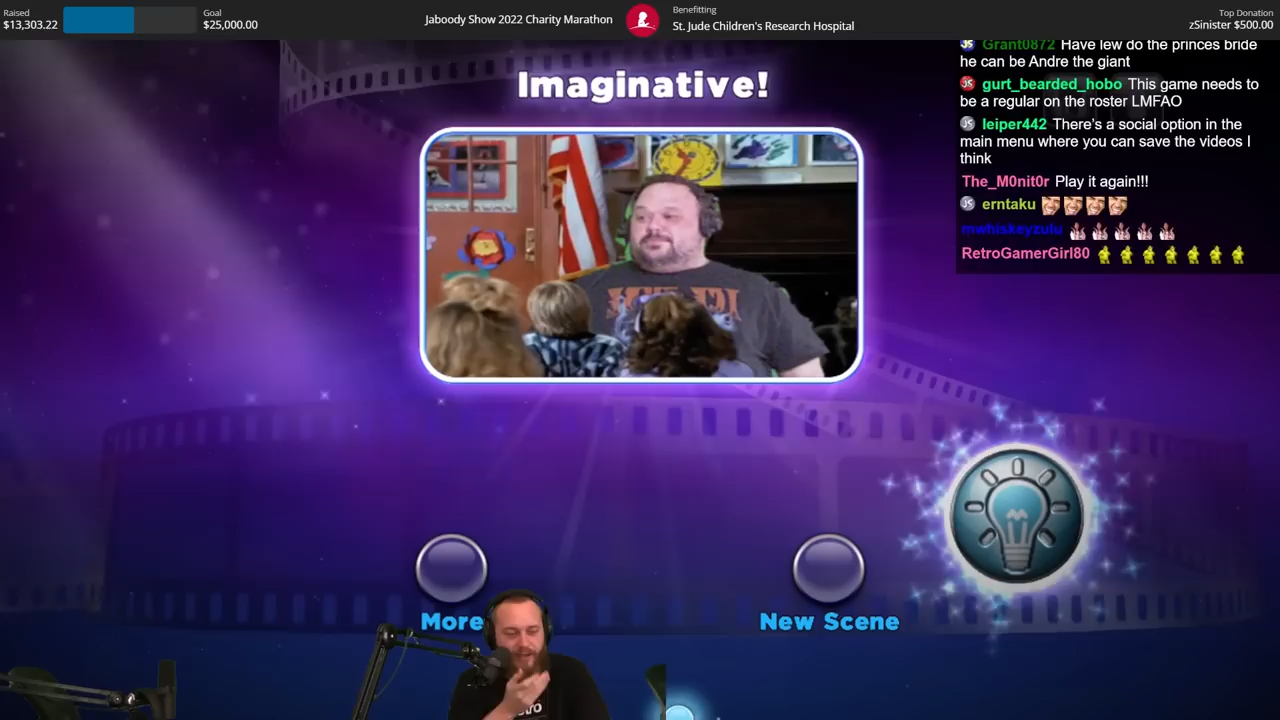 Raised
$13,303.22
Goal
$25,000.00
Jaboody Show 2022 Charity Marathon
Benefitting
St. Jude Children's Research Hospital
Top Donation
zSinister $500.00
Grant0872 Have lew do the princes bride
he can be Andre the giant
gurt_bearded_hobo This game needs to
be a regular on the roster LMFAO
leiper442 There's a social option in the
main menu where you can save the videos I
think
The_M0nit0r Play it again!!!
erntaku
mwhiskeyzulu
RetroGamerGirl80
Imaginative!
More
New Scene